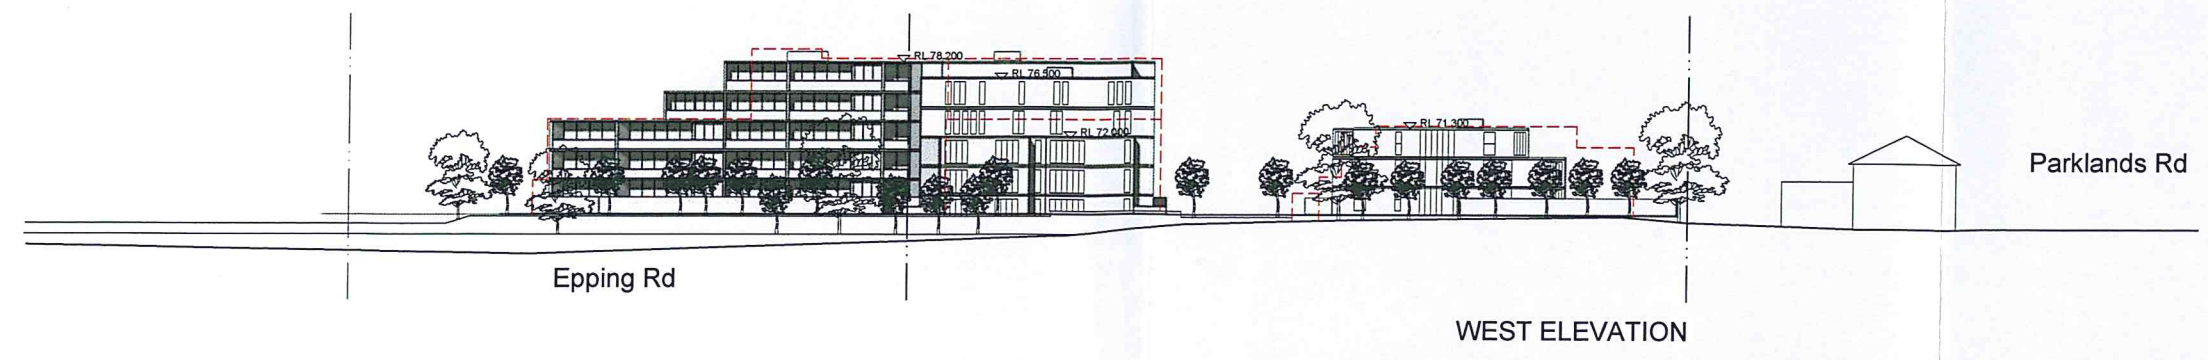 RL 78.200
RL 76.500
RL 72.000
RL 71.300
Parklands Rd
Epping Rd
WEST ELEVATION